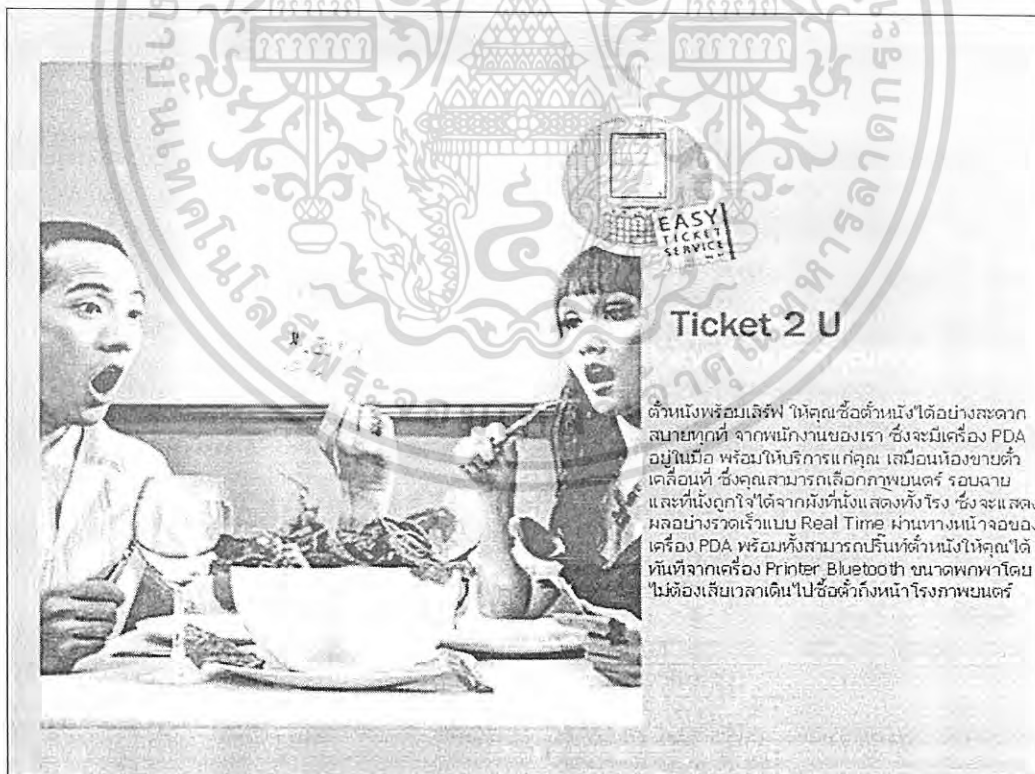 EASY
TICKET
SERVICE
Ticket 2 U
ตั๋วหนังพร้อมเสิร์ฟ ให้คุณซื้อตั๋วหนังได้อย่างสะดวก
สบายทุกที่ จากพนักงานของเรา ซึ่งจะมีเครื่อง PDA
อยู่ในมือ พร้อมให้บริการแก่คุณ เสมือนห้องขายตั๋ว
เคลื่อนที่ ซึ่งคุณสามารถเลือกภาพยนตร์ รอบฉาย
และที่นั่งถูกใจได้จากผังที่นั่งแสดงทั้งโรง ซึ่งจะแสดง
ผลอย่างรวดเร็วแบบ Real Time ผ่านทางหน้าจอของ
เครื่อง PDA พร้อมทั้งสามารถปริ๊นท์ตั๋วหนังให้คุณได้
ทันทีจากเครื่อง Printer Bluetooth ขนาดพกพาโดย
ไม่ต้องเสียเวลาเดินไปซื้อตั๋วถึงหน้าโรงภาพยนตร์